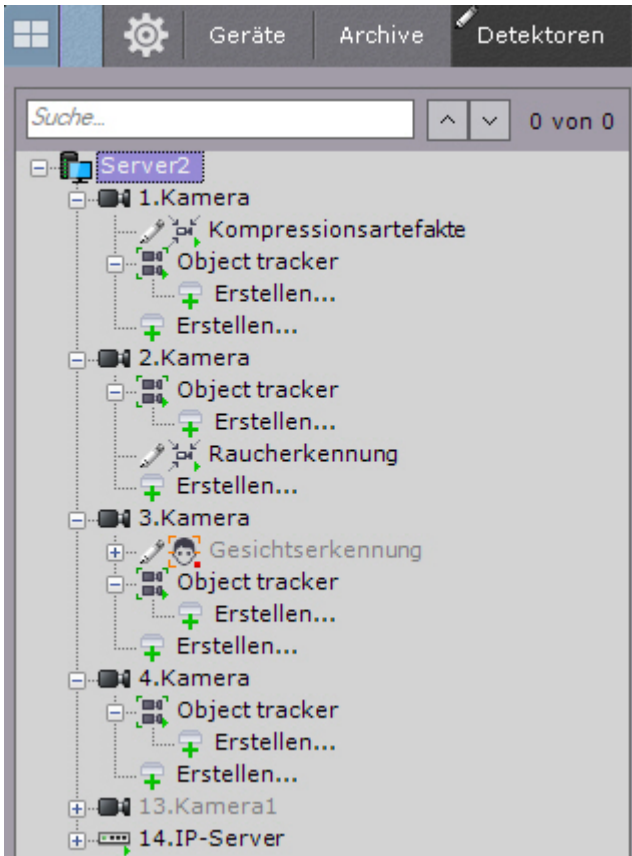 Geräte Archive Detektoren
Suche... 0 von 0
Server2
1.Kamera
Kompressionsartefakte
Object tracker
Erstellen...
Erstellen...
2.Kamera
Object tracker
Erstellen...
Raucherkennung
Erstellen...
3.Kamera
Gesichtserkennung
Object tracker
Erstellen...
Erstellen...
4.Kamera
Object tracker
Erstellen...
Erstellen...
13.Kamera1
14.IP-Server